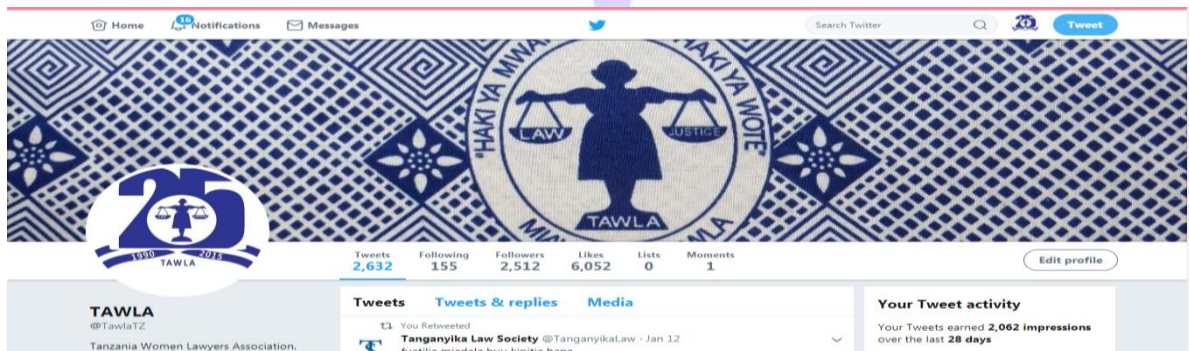 Home 16 Notifications Messages Search Twitter Tweet
"HAKI YA MWA
HAKI YA WOTE"
LAW JUSTICE
TAWLA
25
1990 2015
TAWLA
Tweets Following Followers Likes Lists Moments
2,632 155 2,512 6,052 0 1
Edit profile
TAWLA
@TawlaTZ
Tanzania Women Lawyers Association.
Tweets Tweets & replies Media
You Retweeted
Tanganyika Law Society @TanganyikaLaw · Jan 12
Your Tweet activity
Your Tweets earned 2,062 impressions
over the last 28 days